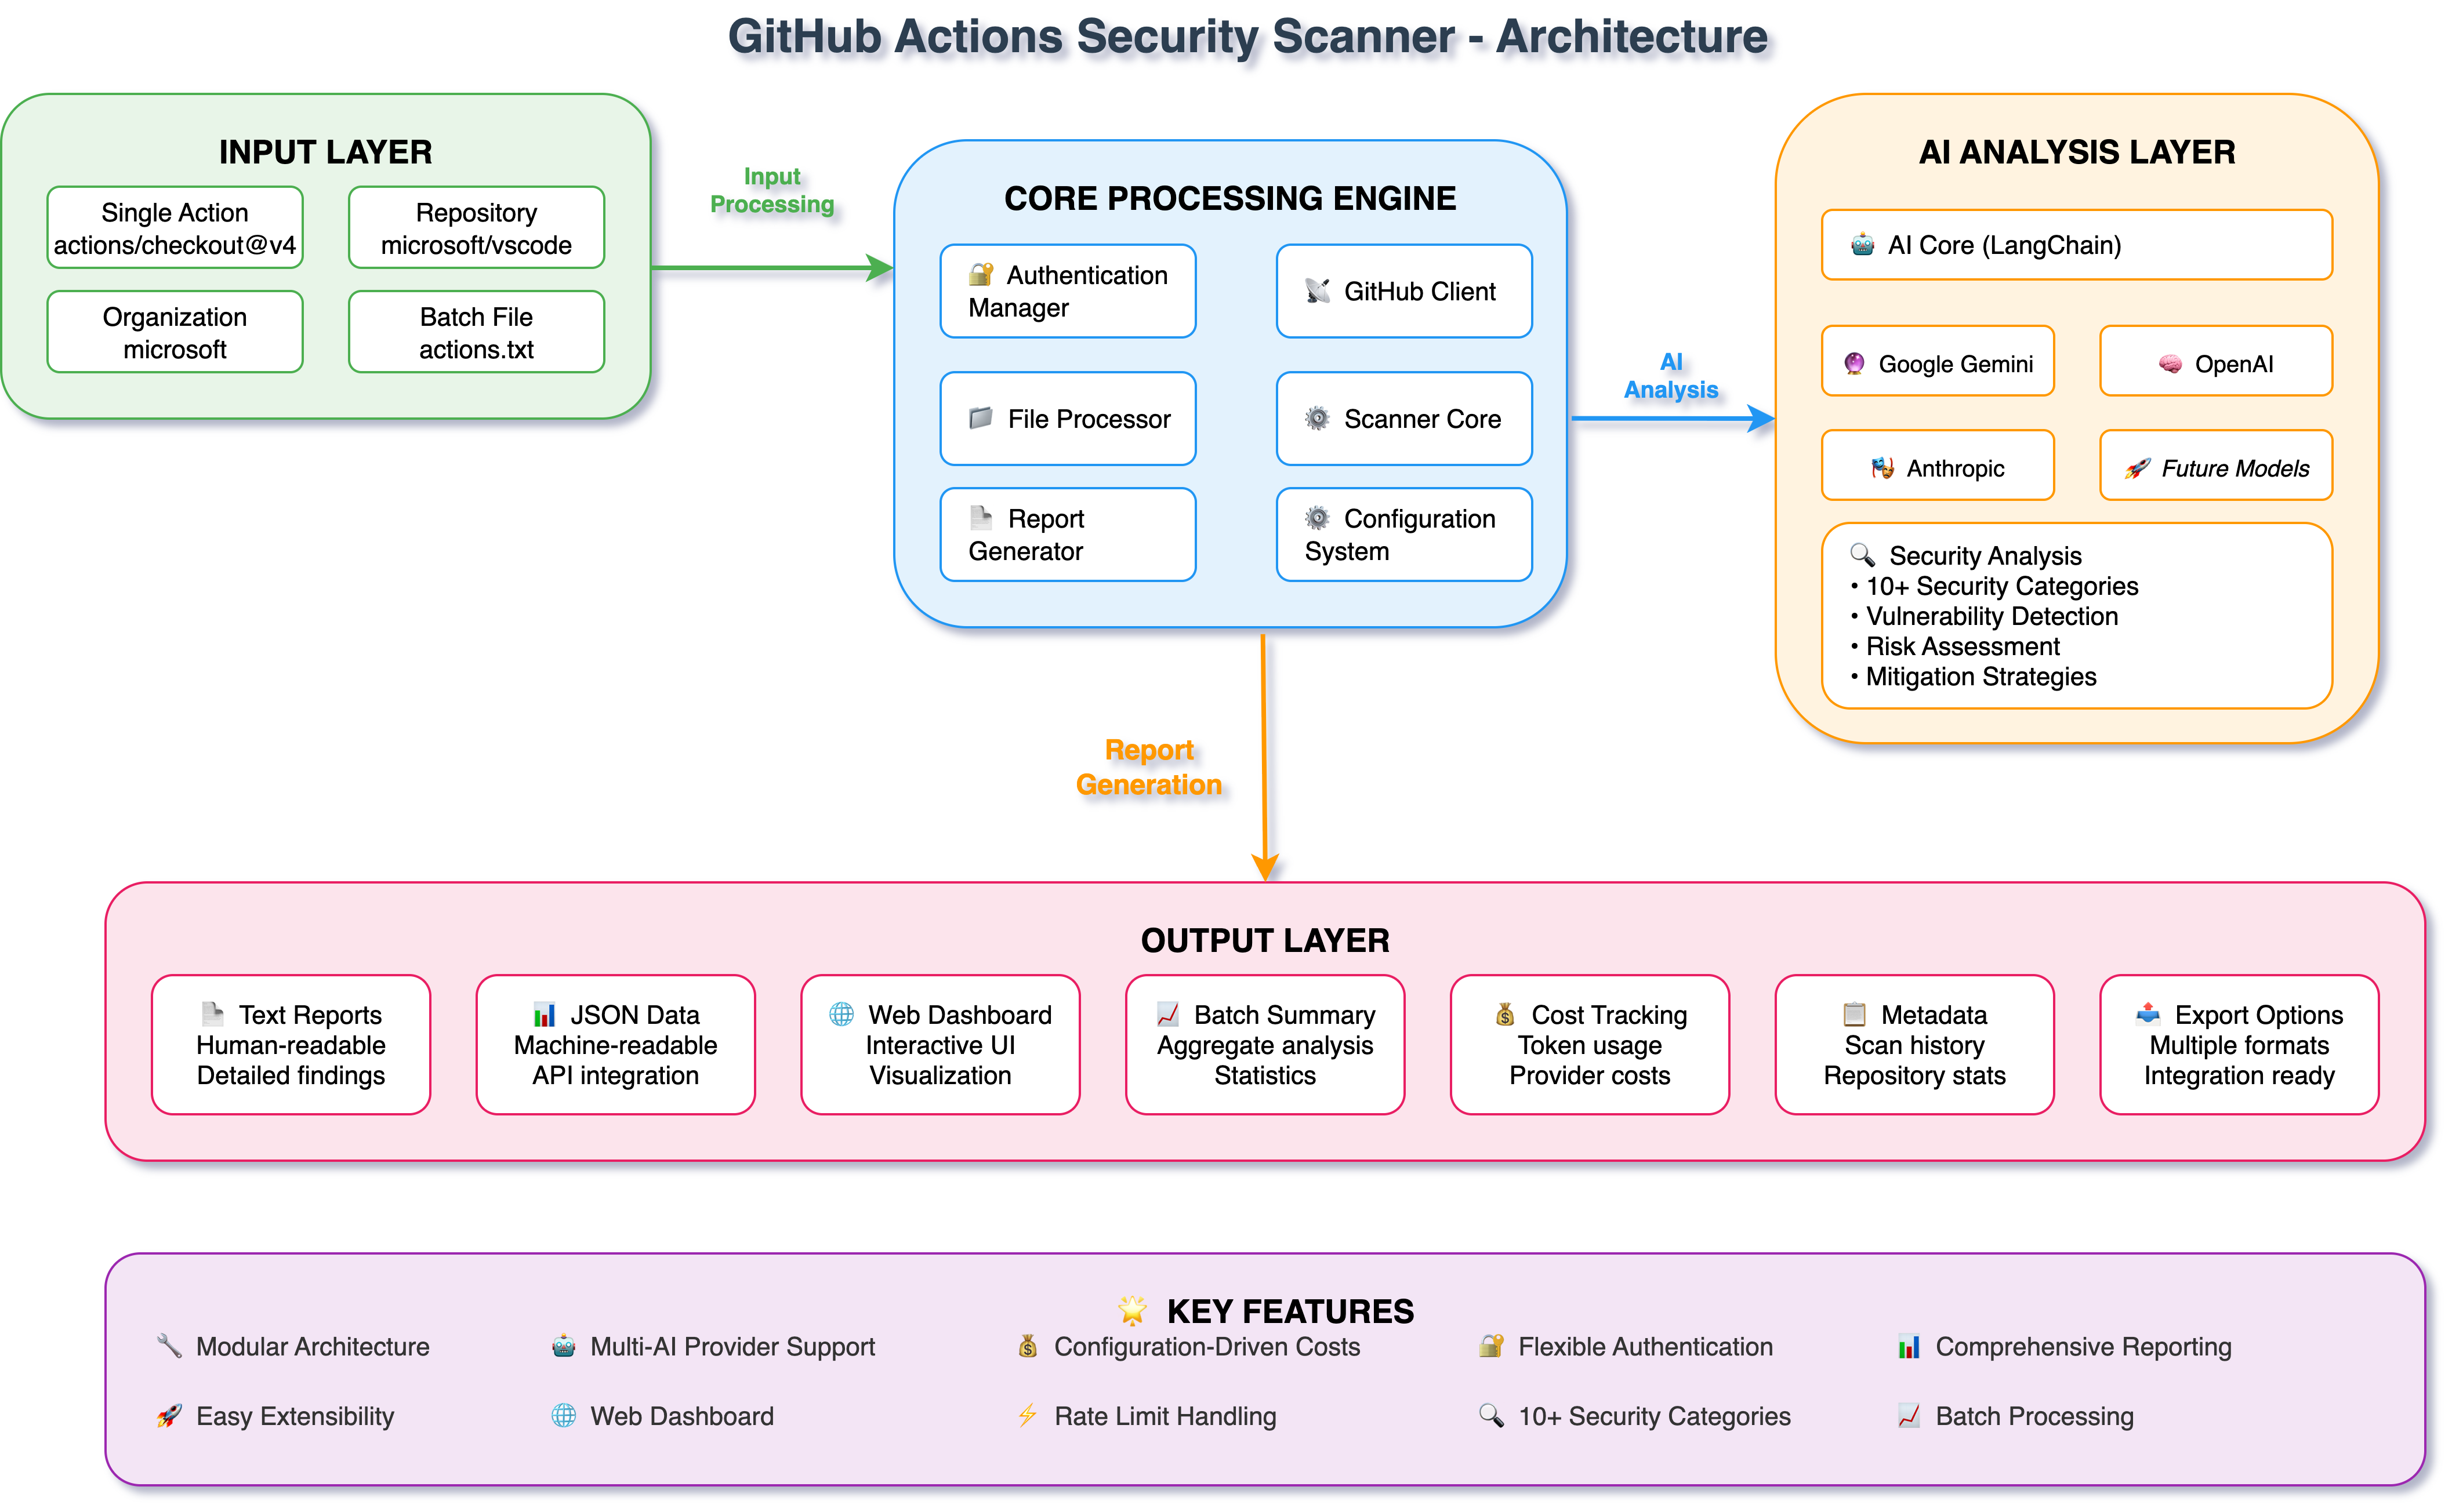 GitHub Actions Security Scanner - Architecture
INPUT LAYER
Single Action
actions/checkout@v4
Repository
microsoft/vscode
Organization
microsoft
Batch File
actions.txt
Input
Processing
CORE PROCESSING ENGINE
🔐 Authentication
Manager
📡 GitHub Client
📁 File Processor
⚙️ Scanner Core
📄 Report
Generator
⚙️ Configuration
System
AI
Analysis
AI ANALYSIS LAYER
🤖 AI Core (LangChain)
🔮 Google Gemini
🧠 OpenAI
🎭 Anthropic
🚀 Future Models
🔍 Security Analysis
• 10+ Security Categories
• Vulnerability Detection
• Risk Assessment
• Mitigation Strategies
Report
Generation
OUTPUT LAYER
📄 Text Reports
Human-readable
Detailed findings
📊 JSON Data
Machine-readable
API integration
🌐 Web Dashboard
Interactive UI
Visualization
📈 Batch Summary
Aggregate analysis
Statistics
💰 Cost Tracking
Token usage
Provider costs
📋 Metadata
Scan history
Repository stats
📤 Export Options
Multiple formats
Integration ready
🌟 KEY FEATURES
🔧 Modular Architecture
🤖 Multi-AI Provider Support
💰 Configuration-Driven Costs
🔐 Flexible Authentication
📊 Comprehensive Reporting
🚀 Easy Extensibility
🌐 Web Dashboard
⚡ Rate Limit Handling
🔍 10+ Security Categories
📈 Batch Processing